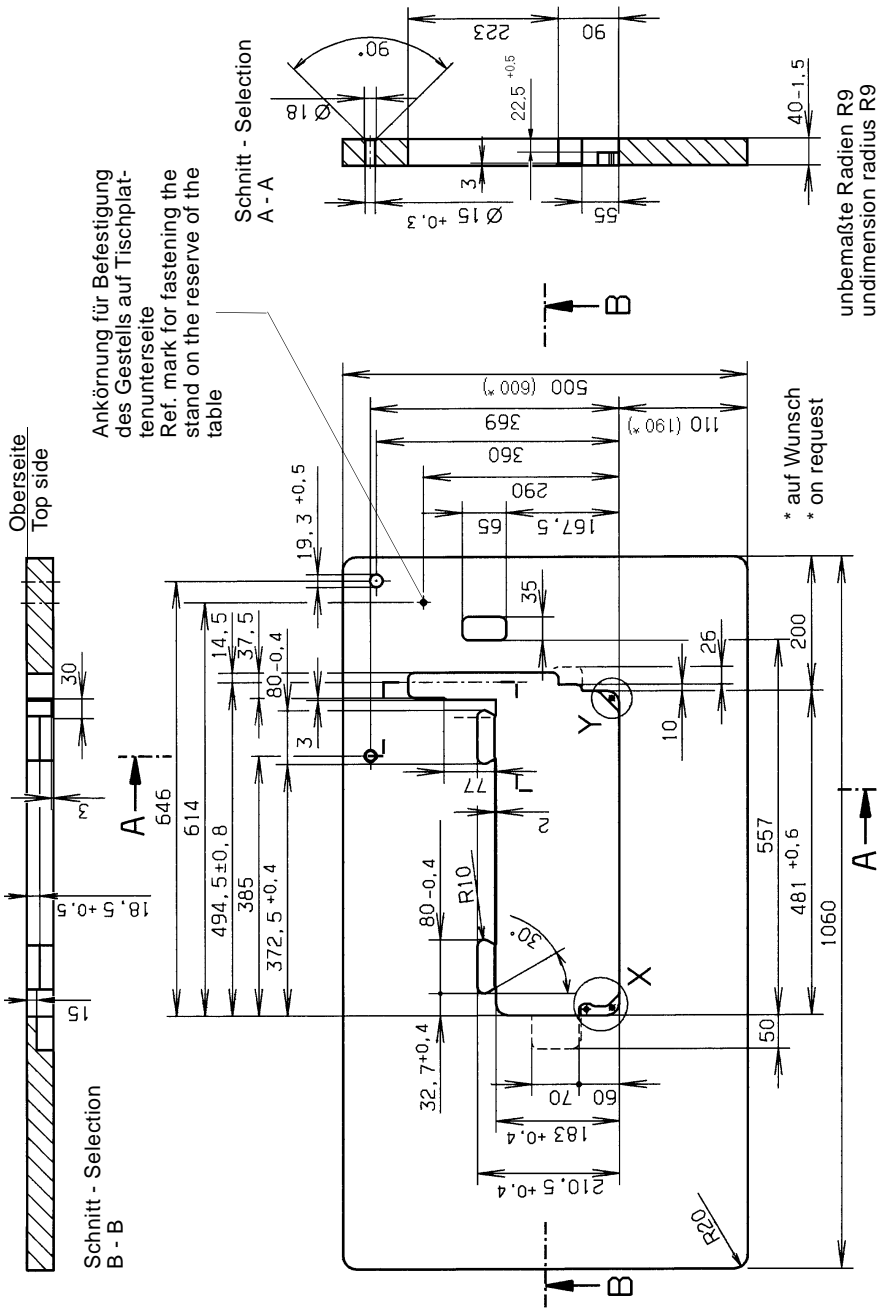 Oberseite
Top side
30
3
18,5 +0,5
15
Schnitt - Selection
B - B
Ankörnung für Befestigung
des Gestells auf Tischplat-
tenunterseite
Ref. mark for fastening the
stand on the reserve of the
table
Schnitt - Selection
A - A
90°
Ø 18
223
90
22.5 +0.5
3
Ø 15 +0.3
55
40-1,5
unbemaßte Radien R9
undimension radius R9
A
646
614
494,5±0,8
385
372,5 +0,4
14,5
37,5
80-0,4
3
19,3 +0,5
35
65
167,5
290
360
369
500 (600*)
110 (190*)
B
* auf Wunsch
* on request
77
2
80-0,4
R10
30°
32,7+0,4
X
Y
10
26
200
557
481 +0,6
1060
50
70
60
183 +0.4
210.5 +0.4
R20
A
B